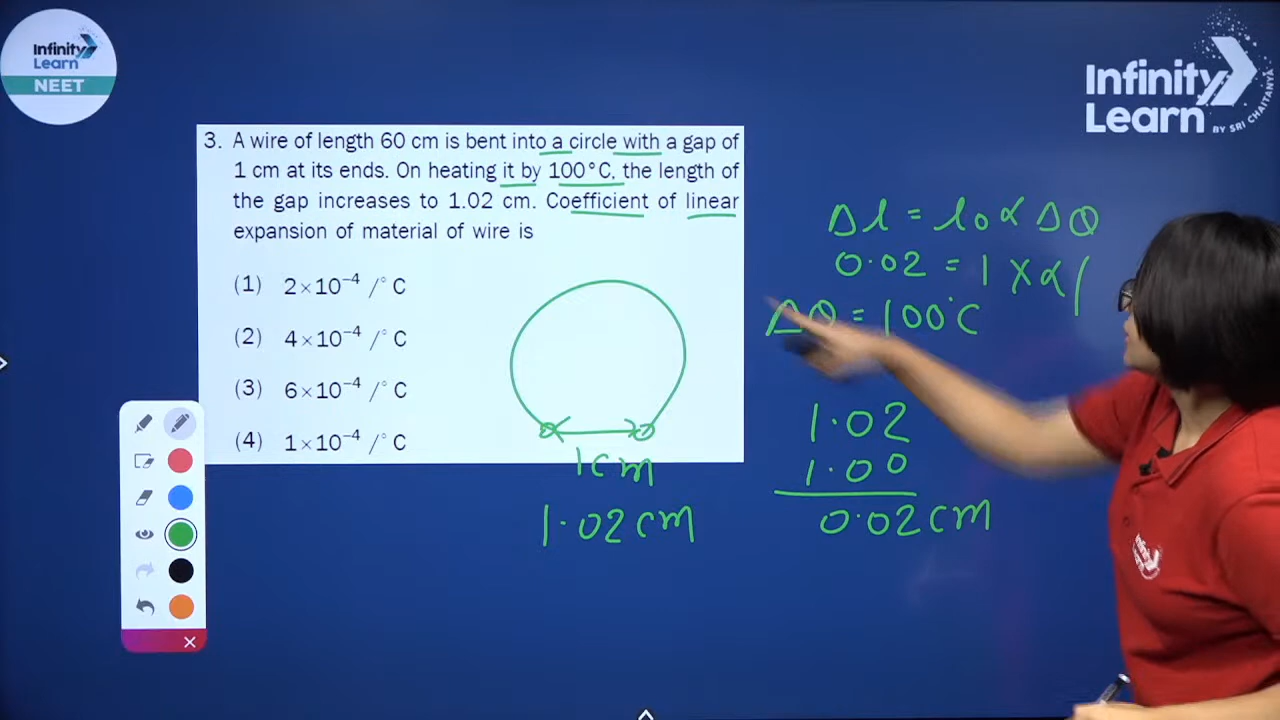 Infinity
Learn
NEET
Infinity
Learn
BY SRI CHAITANYA
3. A wire of length 60 cm is bent into a circle with a gap of
1 cm at its ends. On heating it by 100°C, the length of
the gap increases to 1.02 cm. Coefficient of linear
expansion of material of wire is
(1) 2×10⁻⁴ /°C
(2) 4×10⁻⁴ /°C
(3) 6×10⁻⁴ /°C
(4) 1×10⁻⁴ /°C
1cm
1.02cm
Δl = l₀αΔθ
0.02 = 1 × α (
Δθ = 100°C
1.02
1.00
0.02cm